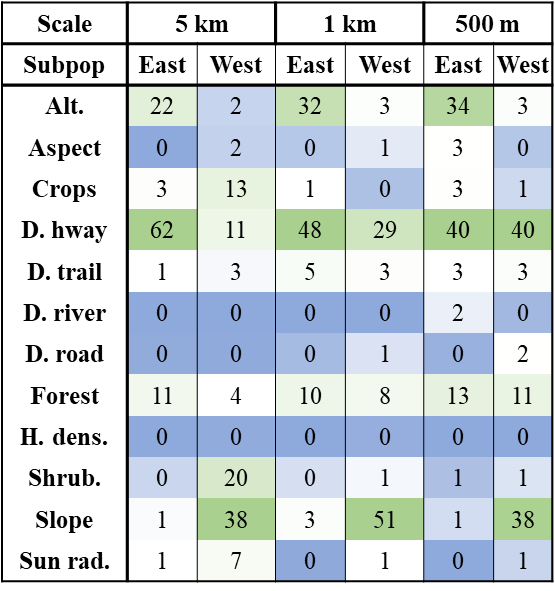 Scale 5 km 1 km 500 m
Subpop East West East West East West
Alt. 22 2 32 3 34 3
Aspect 0 2 0 1 3 0
Crops 3 13 1 0 3 1
D. hway 62 11 48 29 40 40
D. trail 1 3 5 3 3 3
D. river 0 0 0 0 2 0
D. road 0 0 0 1 0 2
Forest 11 4 10 8 13 11
H. dens. 0 0 0 0 0 0
Shrub. 0 20 0 1 1 1
Slope 1 38 3 51 1 38
Sun rad. 1 7 0 1 0 1